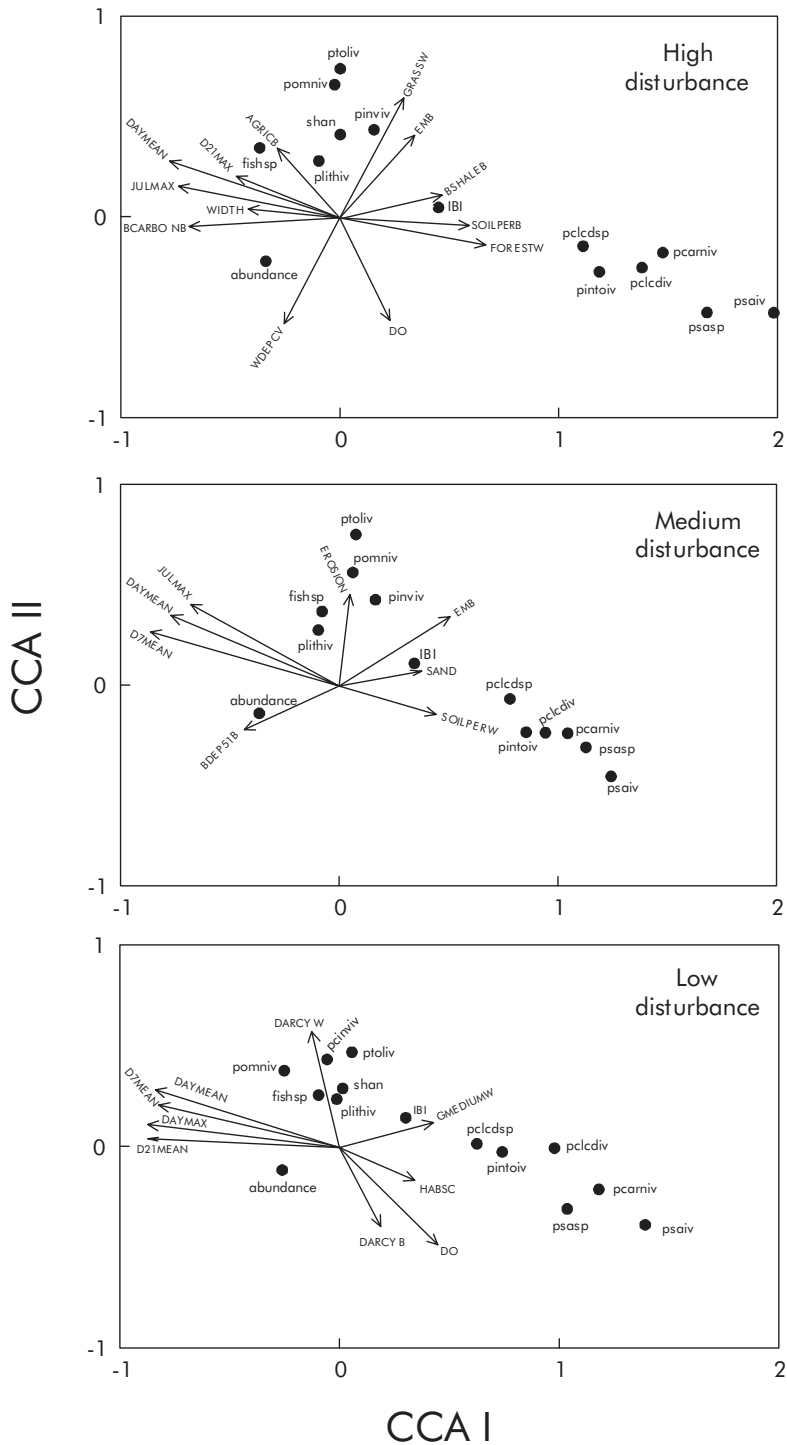 1
High
disturbance
ptoliv
pomniv
GRASSW
shan
pinviv
EMB
AGRICB
DAYMEAN
D21MAX
fishsp
plithiv
JULMAX
BSHALEB
WIDTH
IBI
0
BCARBO NB
SOILPERB
FORESTW
pclcdsp
pcarniv
abundance
pintoiv
pclcdiv
psaiv
psasp
WDEPCV
DO
-1
-1
0
1
2
1
Medium
disturbance
ptoliv
EROSION
pomniv
JULMAX
DAYMEAN
fishsp
pinviv
EMB
D7MEAN
plithiv
IBI
SAND
0
pclcdsp
abundance
SOILPERW
pclcdiv
pcarniv
BDEP51B
pintoiv
psasp
psaiv
-1
-1
0
1
2
CCA II
1
Low
disturbance
DARCY W
pcinviv
ptoliv
pomniv
D7MEAN
DAYMEAN
fishsp
shan
plithiv
IBI
GMEDIUMW
DAYMAX
pclcdsp
0
D21MEAN
pintoiv
pclcdiv
abundance
HABSC
pcarniv
psasp
psaiv
DARCY B
DO
-1
-1
0
1
2
CCA I